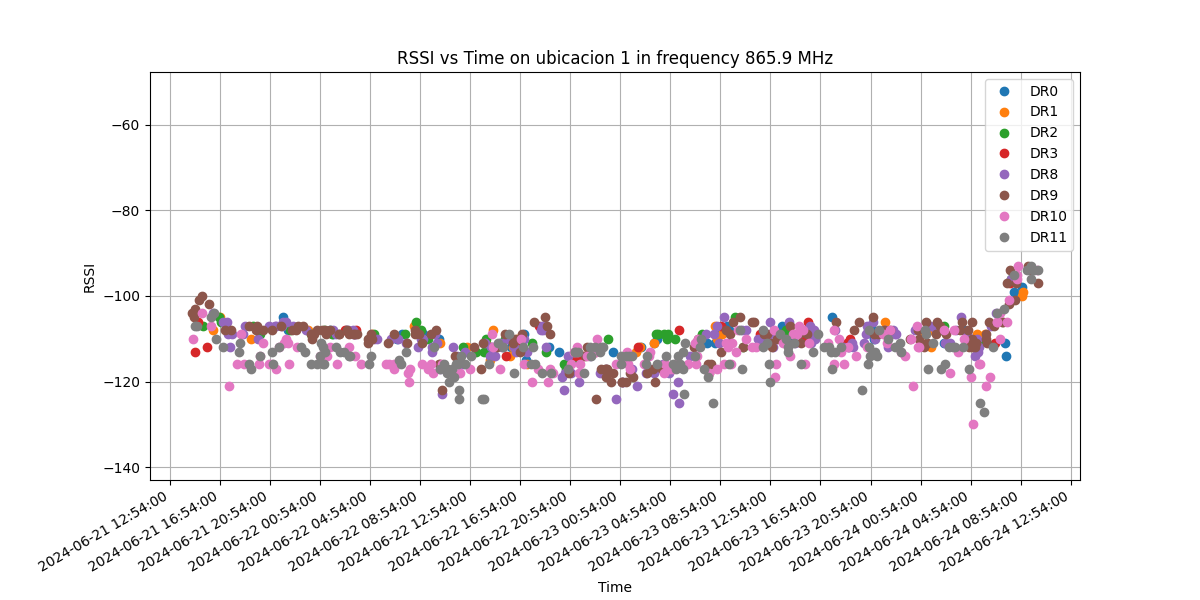 RSSI vs Time on ubicacion 1 in frequency 865.9 MHz
DR0
DR1
DR2
DR3
DR8
DR9
DR10
DR11
−60
−80
−100
−120
−140
RSSI
2024-06-21 12:54:00
2024-06-21 16:54:00
2024-06-21 20:54:00
2024-06-22 00:54:00
2024-06-22 04:54:00
2024-06-22 08:54:00
2024-06-22 12:54:00
2024-06-22 16:54:00
2024-06-22 20:54:00
2024-06-23 00:54:00
2024-06-23 04:54:00
2024-06-23 08:54:00
2024-06-23 12:54:00
2024-06-23 16:54:00
2024-06-23 20:54:00
2024-06-24 00:54:00
2024-06-24 04:54:00
2024-06-24 08:54:00
2024-06-24 12:54:00
Time